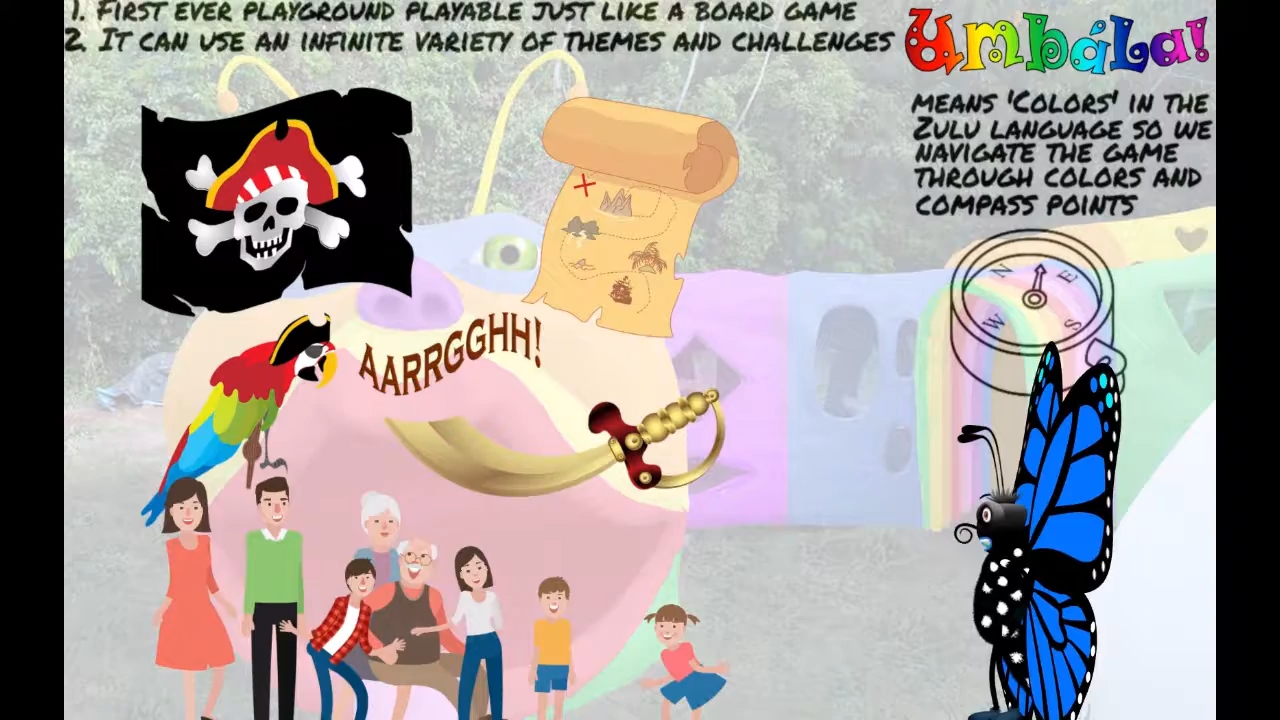 1. First ever playground playable just like a board game
2. It can use an infinite variety of themes and challenges
Umbála!
means 'Colors' in the
Zulu language so we
navigate the game
through colors and
compass points
N
E
W
S
AARRGGHH!